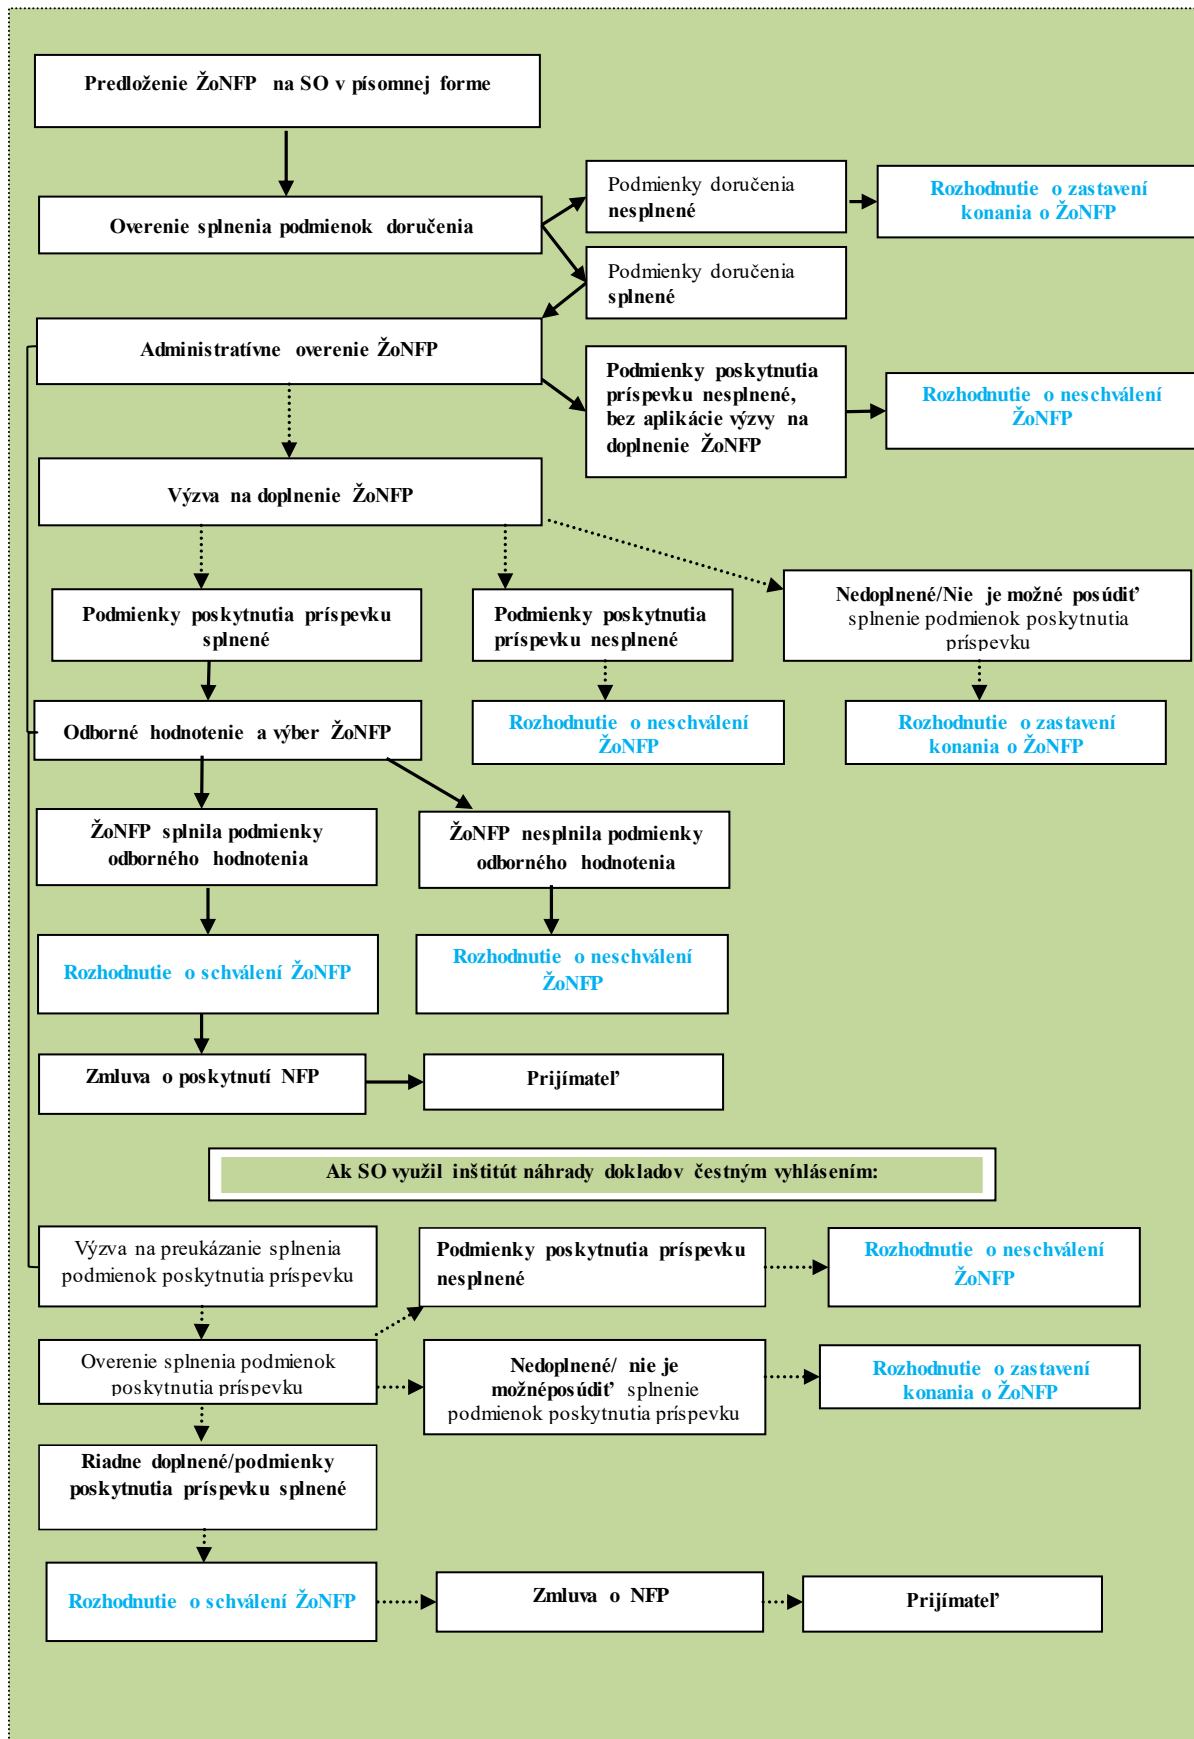 Predloženie ŽoNFP na SO v písomnej forme
Overenie splnenia podmienok doručenia
Podmienky doručenia
nesplnené
Rozhodnutie o zastavení
konania o ŽoNFP
Podmienky doručenia
splnené
Administratívne overenie ŽoNFP
Podmienky poskytnutia
príspevku nesplnené,
bez aplikácie výzvy na
doplnenie ŽoNFP
Rozhodnutie o neschválení
ŽoNFP
Výzva na doplnenie ŽoNFP
Podmienky poskytnutia príspevku
splnené
Podmienky poskytnutia
príspevku nesplnené
Nedoplnené/Nie je možné posúdiť
splnenie podmienok poskytnutia
príspevku
Odborné hodnotenie a výber ŽoNFP
Rozhodnutie o neschválení
ŽoNFP
Rozhodnutie o zastavení
konania o ŽoNFP
ŽoNFP splnila podmienky
odborného hodnotenia
ŽoNFP nesplnila podmienky
odborného hodnotenia
Rozhodnutie o schválení ŽoNFP
Rozhodnutie o neschválení
ŽoNFP
Zmluva o poskytnutí NFP
Prijímateľ
Ak SO využil inštitút náhrady dokladov čestným vyhlásením:
Výzva na preukázanie splnenia
podmienok poskytnutia príspevku
Podmienky poskytnutia príspevku
nesplnené
Rozhodnutie o neschválení
ŽoNFP
Overenie splnenia podmienok
poskytnutia príspevku
Nedoplnené/ nie je
možnéposúdiť splnenie
podmienok poskytnutia príspevku
Rozhodnutie o zastavení
konania o ŽoNFP
Riadne doplnené/podmienky
poskytnutia príspevku splnené
Rozhodnutie o schválení ŽoNFP
Zmluva o NFP
Prijímateľ